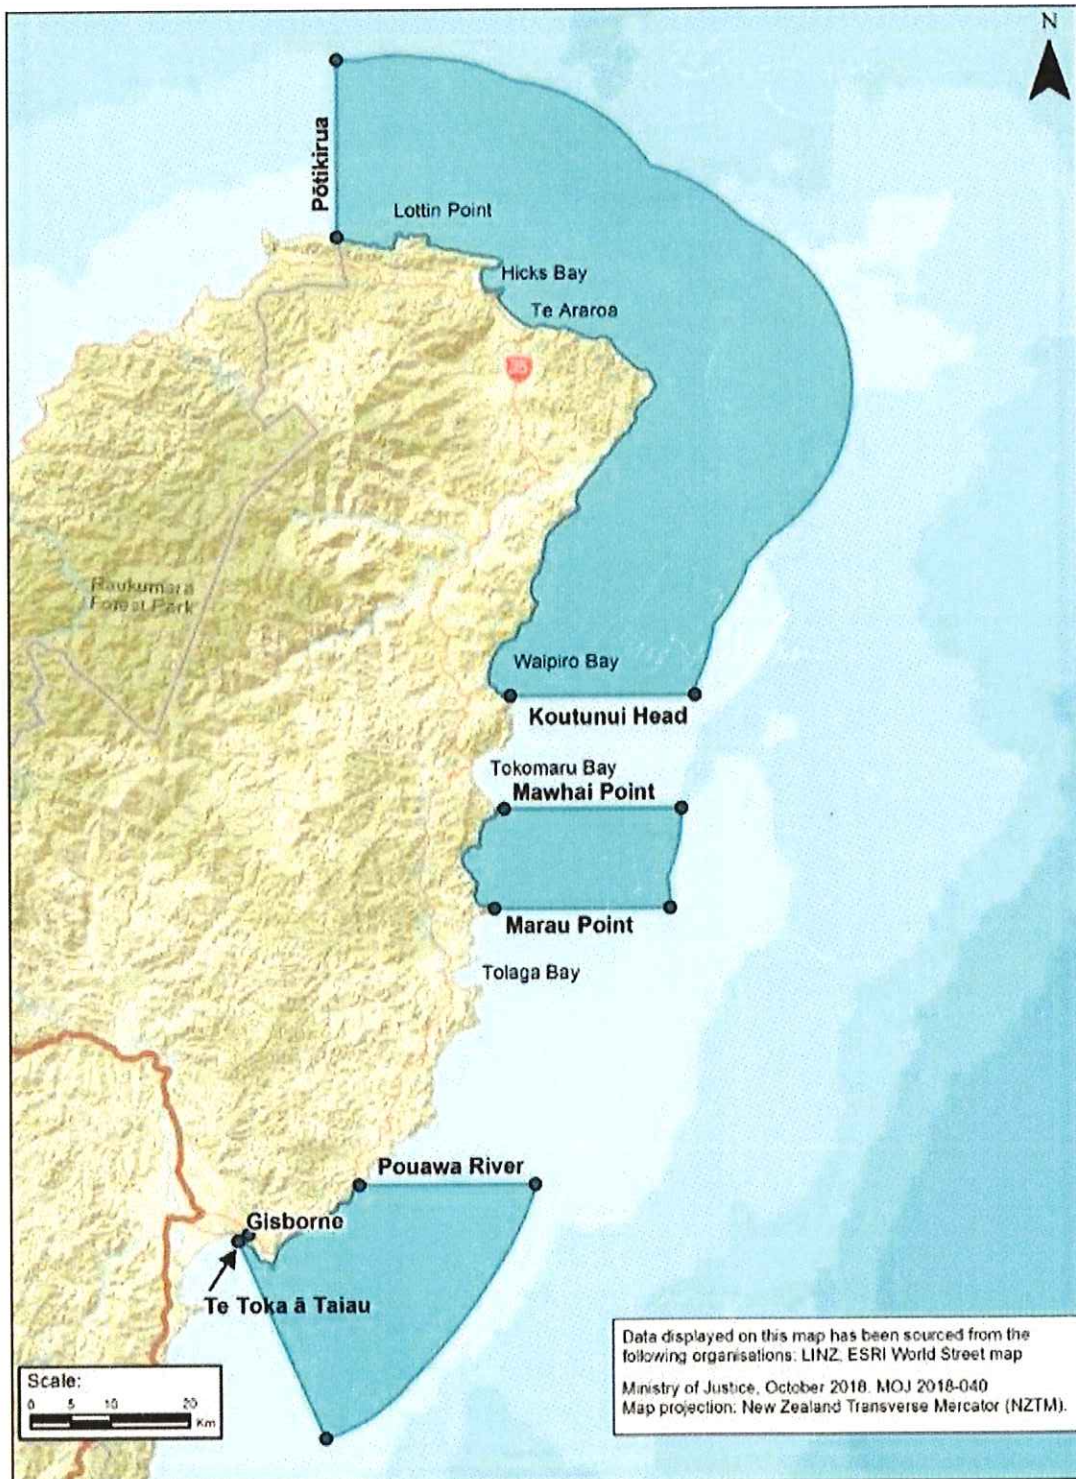 N
Pōtikirua
Lottin Point
Hicks Bay
Te Araroa
35
Raukumara
Forest Park
Waipiro Bay
Koutunui Head
Tokomaru Bay
Mawhai Point
Marau Point
Tolaga Bay
Pouawa River
Gisborne
Te Toka ā Taiau
Data displayed on this map has been sourced from the
following organisations: LINZ, ESRI World Street map
Ministry of Justice, October 2018. MOJ 2018-040
Map projection: New Zealand Transverse Mercator (NZTM).
Scale:
0 5 10 20
Km